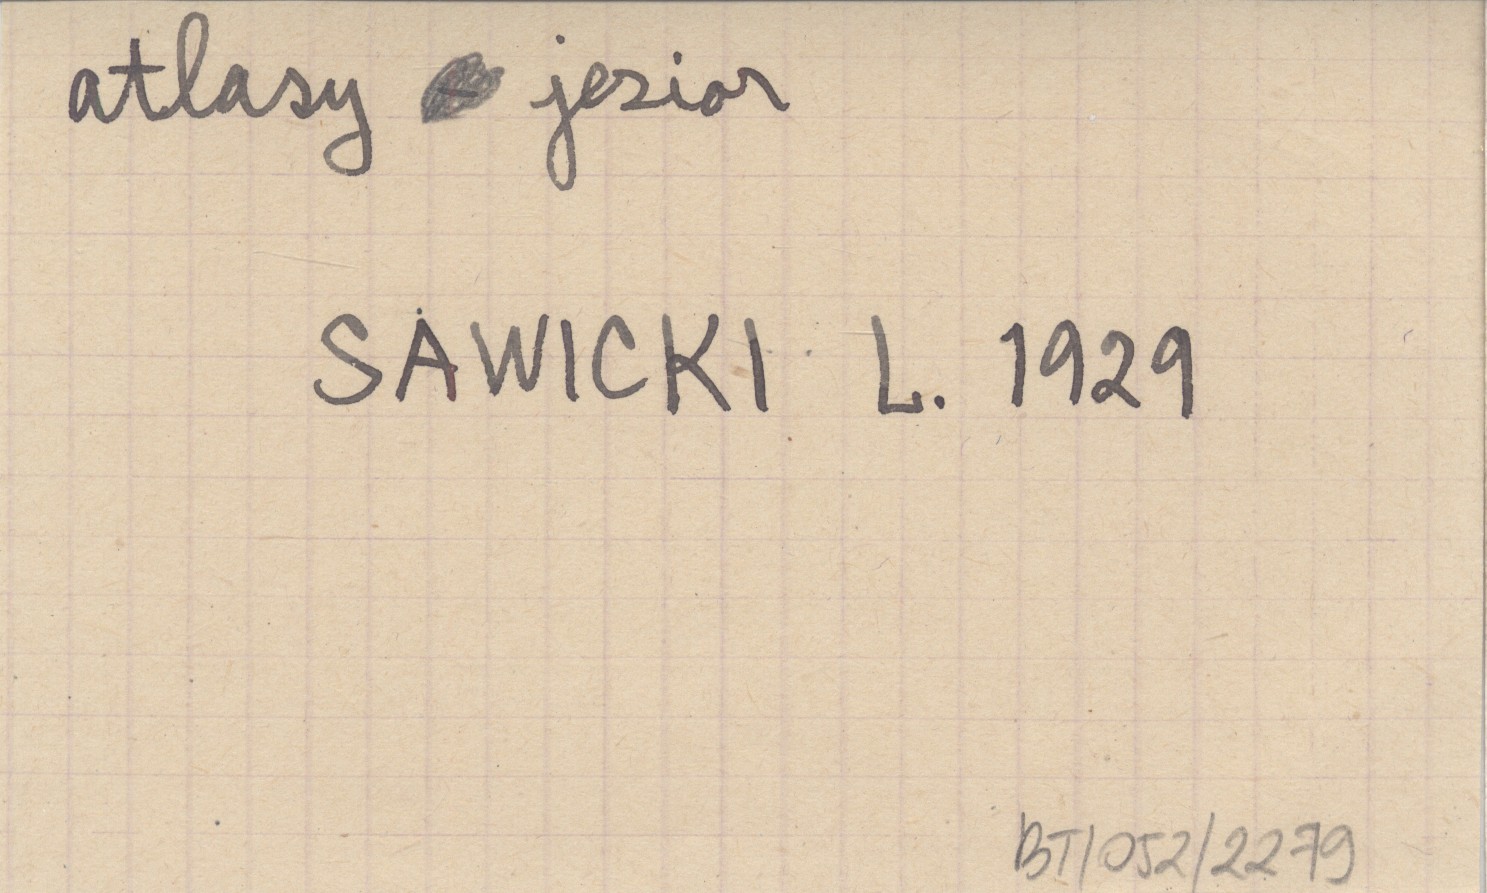 atlasy jezior
SAWICKI L. 1929
BT/052/2279